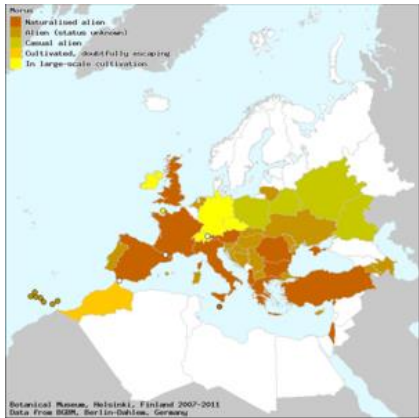 Morus
Naturalised alien
Alien (status unknown)
Casual alien
Cultivated, doubtfully escaping
In large-scale cultivation
Botanical Museum, Helsinki, Finland 2007-2011
Data from BGBM, Berlin-Dahlem, Germany